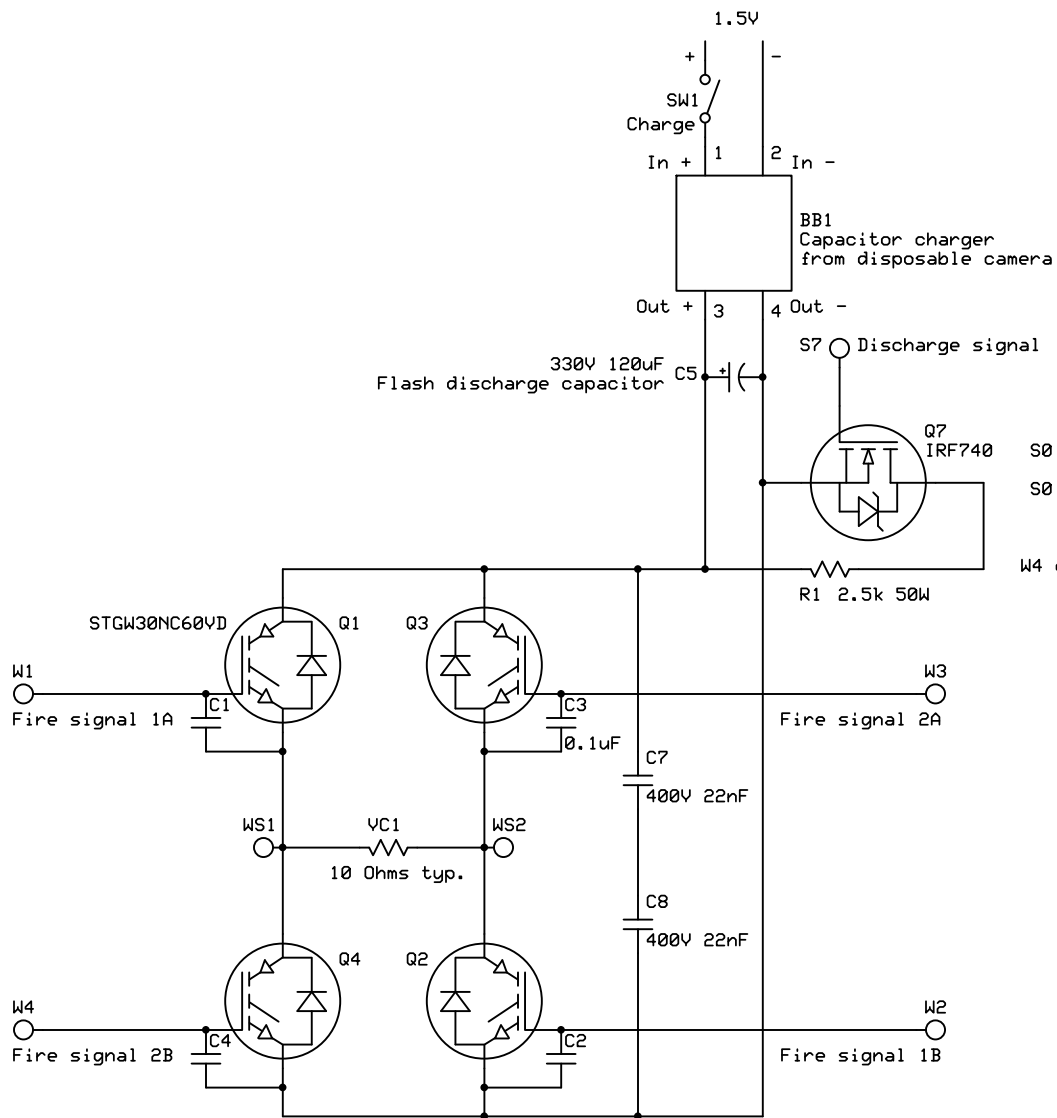 1.5V
+ -
SW1
Charge
1 2
In + In -
BB1
Capacitor charger
from disposable camera
Out + 3 4 Out -
S7 Discharge signal
330V 120uF
Flash discharge capacitor C5 +
Q7
IRF740 S0
S0
W4
R1 2.5k 50W
STGW30NC60VD Q1 Q3
W1 W3
C1 C3
Fire signal 1A Fire signal 2A
0.1uF
C7
400V 22nF
WS1 VC1 WS2
10 Ohms typ.
C8
400V 22nF
Q4 Q2
W4 W2
C4 C2
Fire signal 2B Fire signal 1B